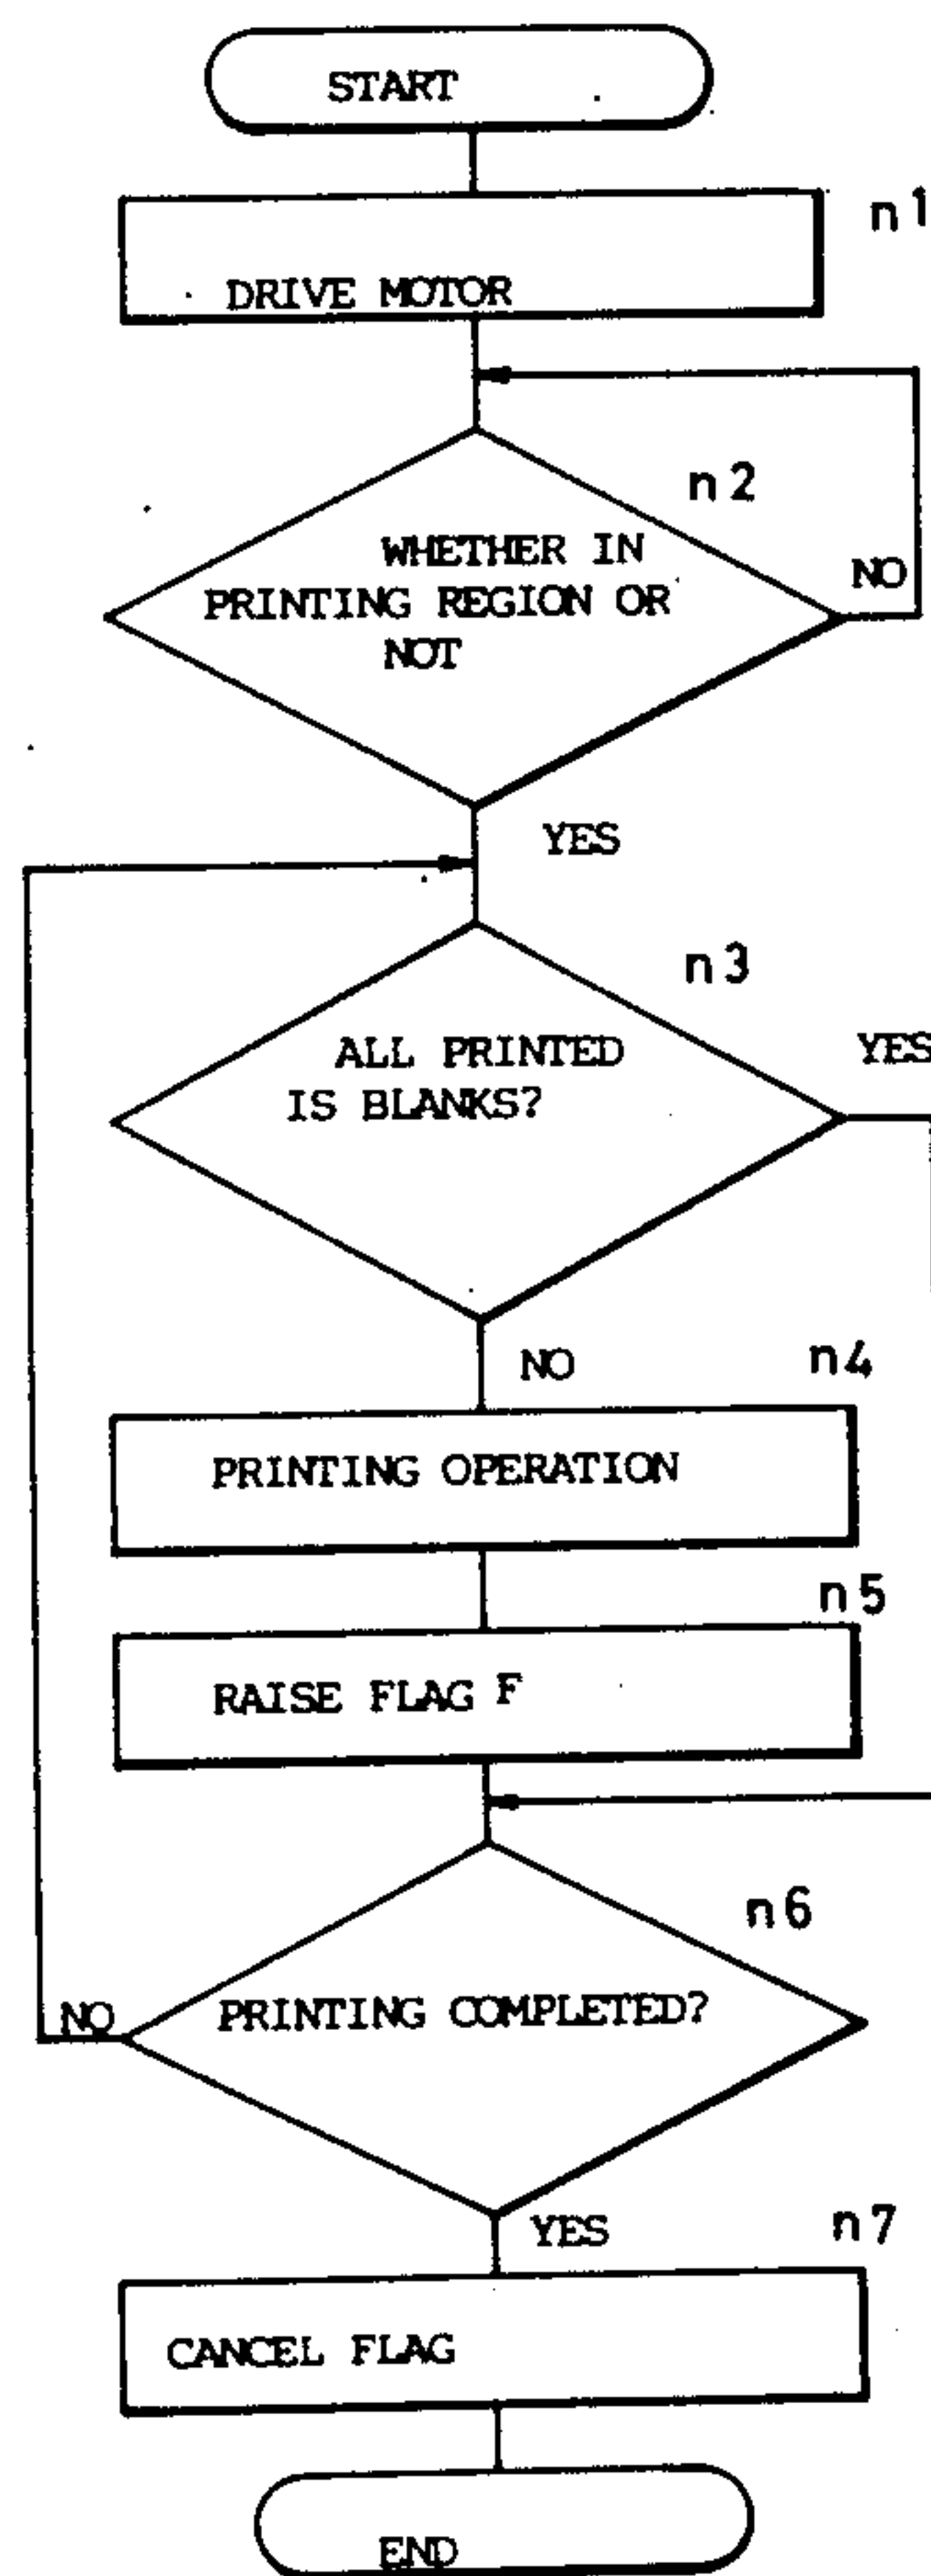 START
n1
DRIVE MOTOR
n2
WHETHER IN
NO
PRINTING REGION OR
NOT
YES
n3
YES
ALL PRINTED
IS BLANKS?
NO
n4
PRINTING OPERATION
n5
RAISE FLAG F
n6
NO
PRINTING COMPLETED?
YES
n7
CANCEL FLAG
END